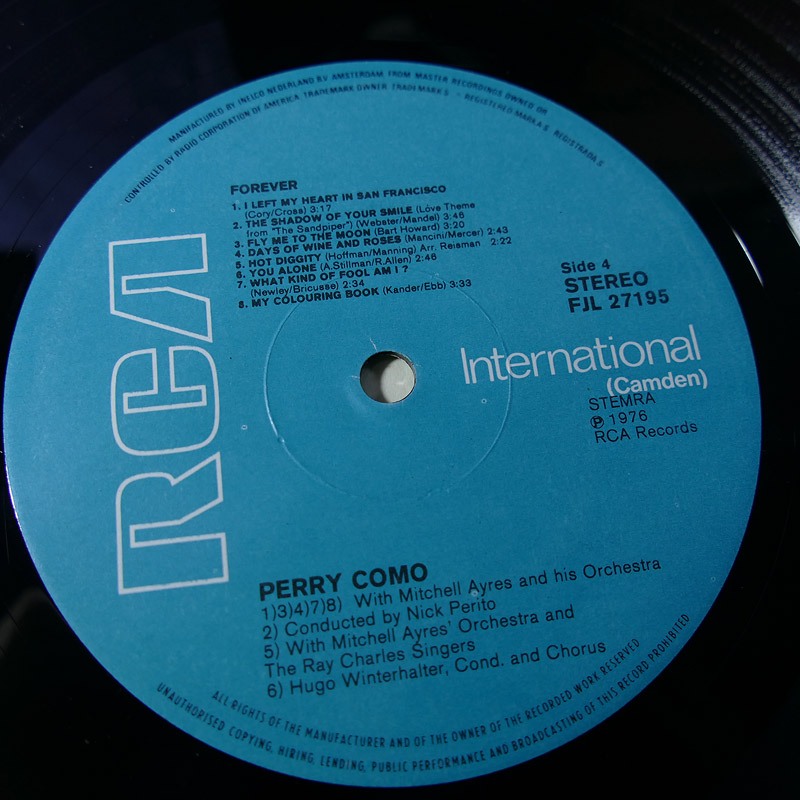 MANUFACTURED BY INELCO NEDERLAND B.V. AMSTERDAM, FROM MASTER RECORDINGS OWNED OR
CONTROLLED BY RADIO CORPORATION OF AMERICA. TRADEMARK OWNER. TRADEMARKS - REGISTERED MARKAS REGISTRADAS
FOREVER
1. I LEFT MY HEART IN SAN FRANCISCO
(Cory/Cross) 3:17
2. THE SHADOW OF YOUR SMILE (Love Theme
from "The Sandpiper") (Webster/Mandel) 3:46
3. FLY ME TO THE MOON (Bart Howard) 3:20
4. DAYS OF WINE AND ROSES (Mancini/Mercer) 2:43
5. HOT DIGGITY (Hoffman/Manning) Arr. Reisman 2:22
6. YOU ALONE (A.Stillman/R.Allen) 2:46
7. WHAT KIND OF FOOL AM I ?
(Newley/Bricusse) 2:34
8. MY COLOURING BOOK (Kander/Ebb) 3:33
Side 4
STEREO
FJL 27195
RCA
International
(Camden)
STEMRA
℗ 1976
RCA Records
PERRY COMO
1)3)4)7)8) With Mitchell Ayres and his Orchestra
2) Conducted by Nick Perito
5) With Mitchell Ayres' Orchestra and
The Ray Charles Singers
6) Hugo Winterhalter, Cond. and Chorus
ALL RIGHTS OF THE MANUFACTURER AND OF THE OWNER OF THE RECORDED WORK RESERVED
UNAUTHORISED COPYING, HIRING, LENDING, PUBLIC PERFORMANCE AND BROADCASTING OF THIS RECORD PROHIBITED